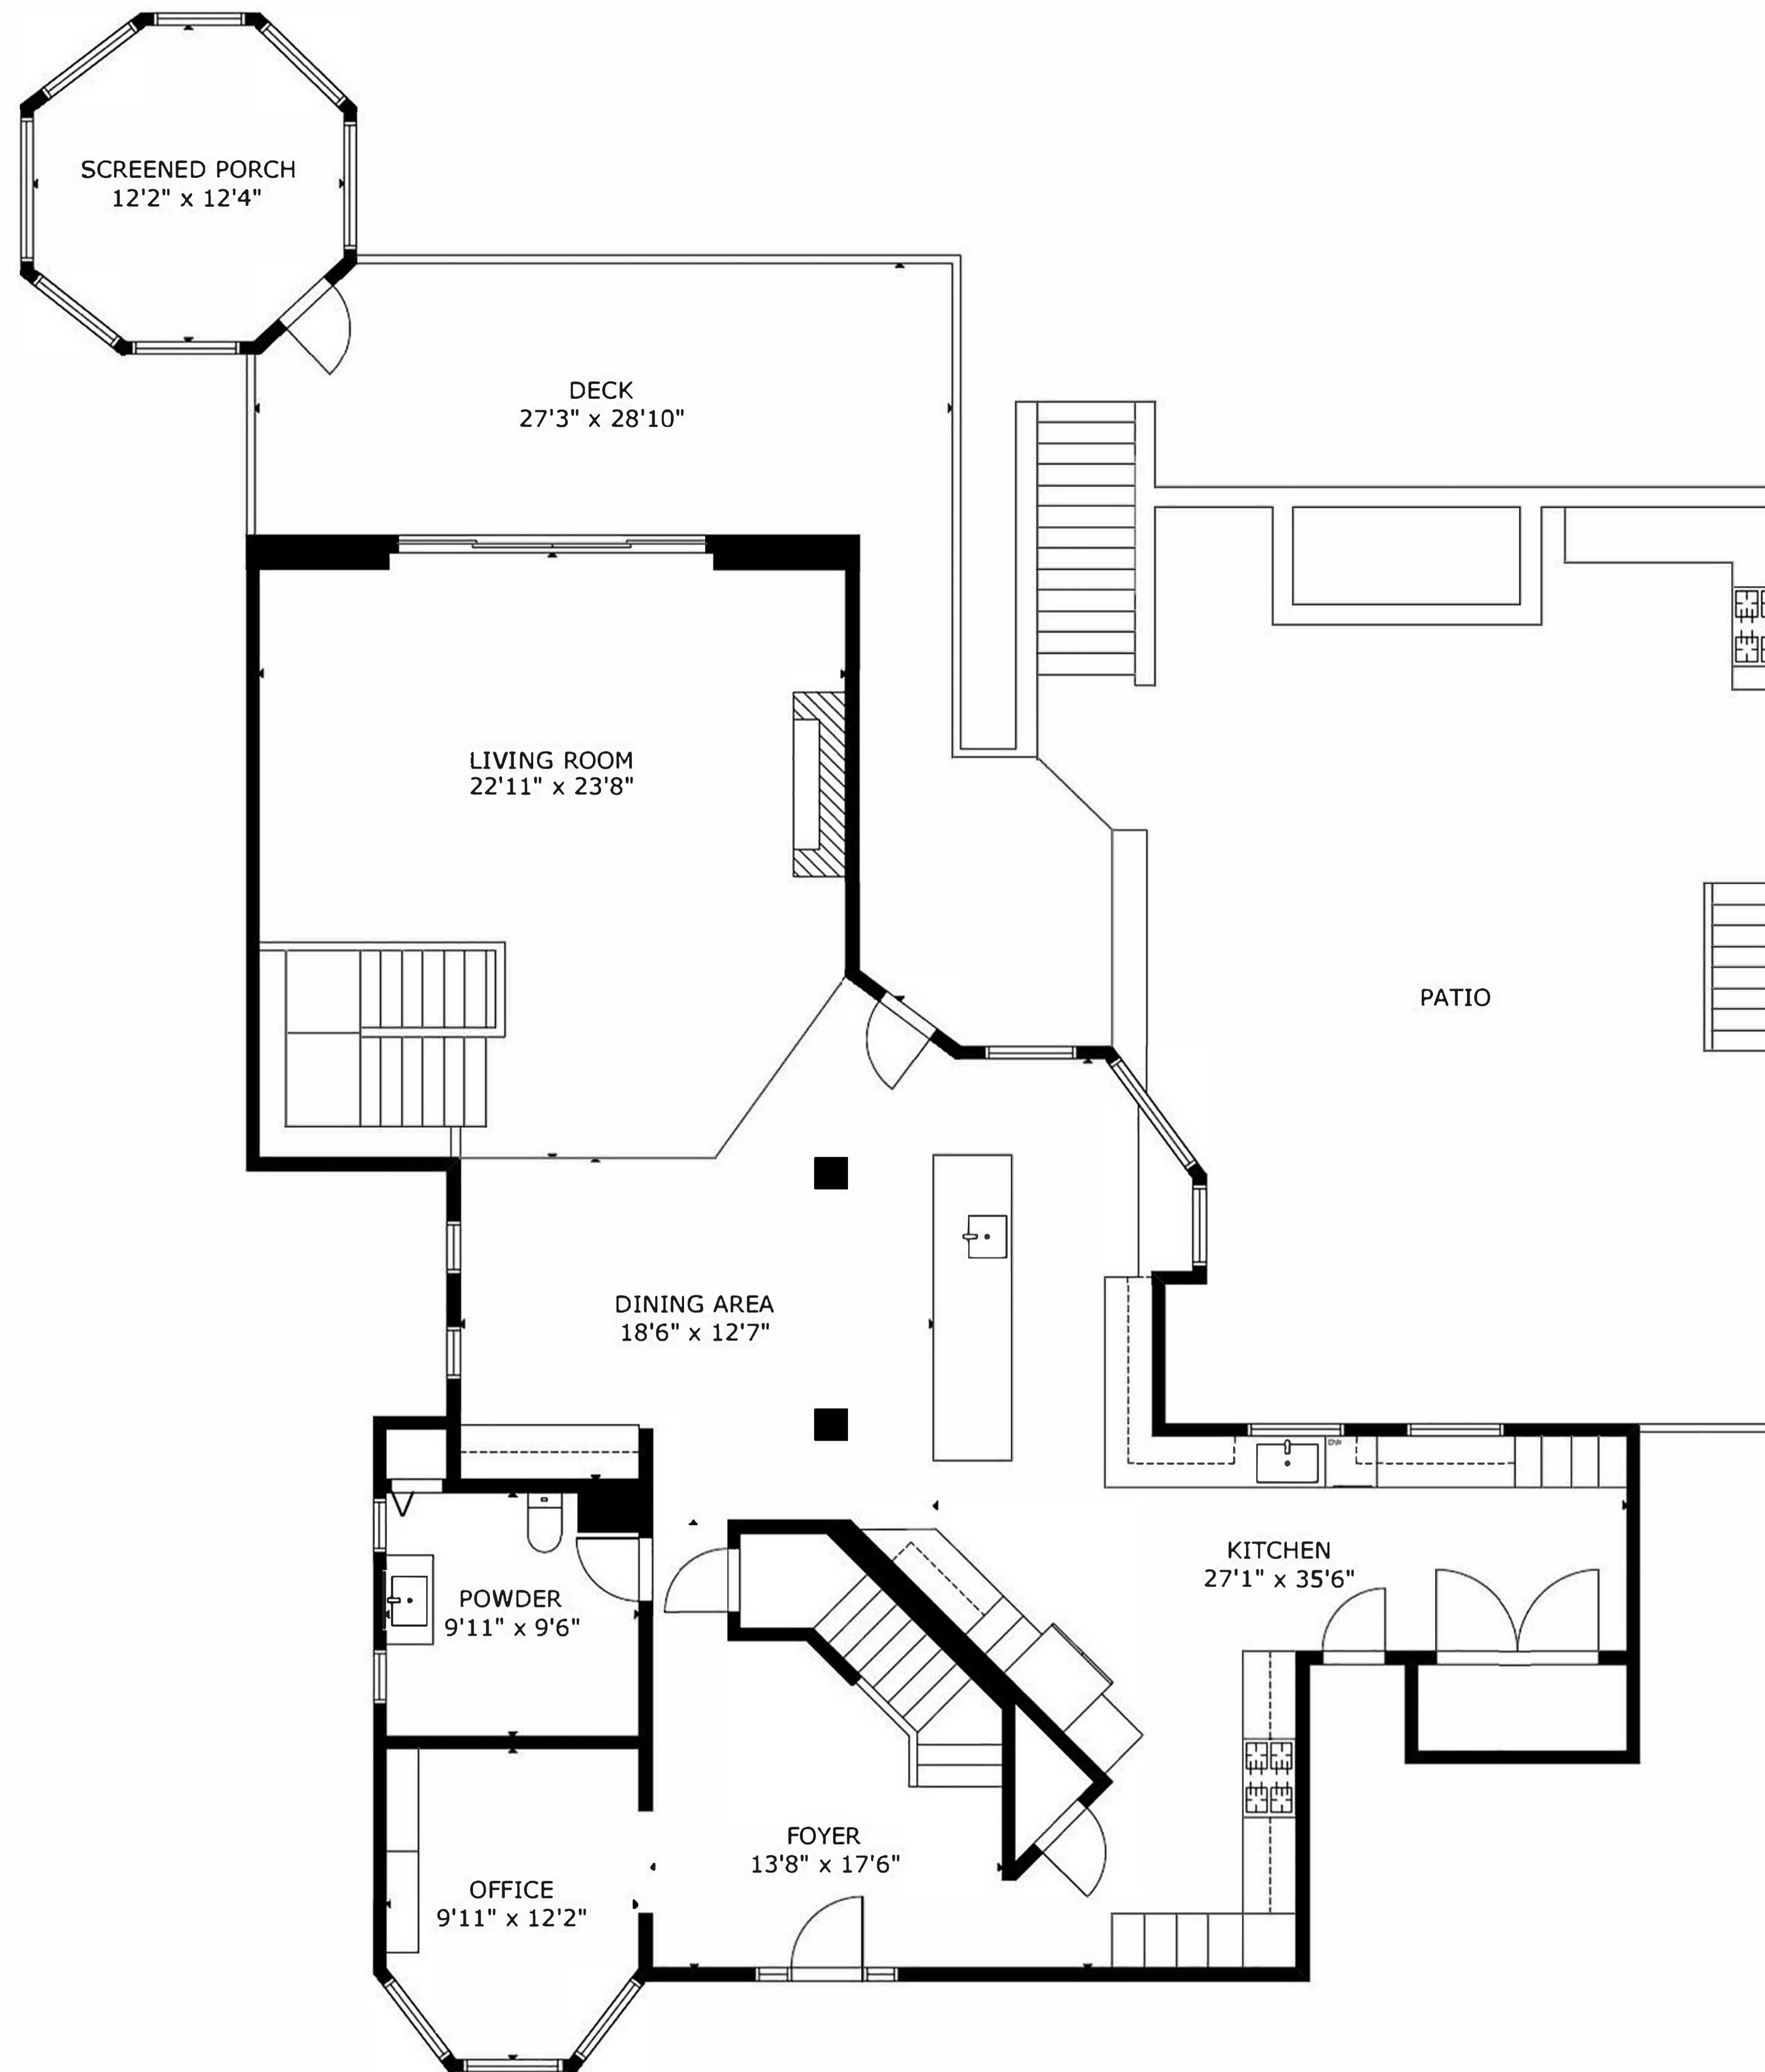 SCREENED PORCH
12'2" x 12'4"
DECK
27'3" x 28'10"
LIVING ROOM
22'11" x 23'8"
PATIO
DINING AREA
18'6" x 12'7"
DW
KITCHEN
27'1" x 35'6"
POWDER
9'11" x 9'6"
FOYER
13'8" x 17'6"
OFFICE
9'11" x 12'2"